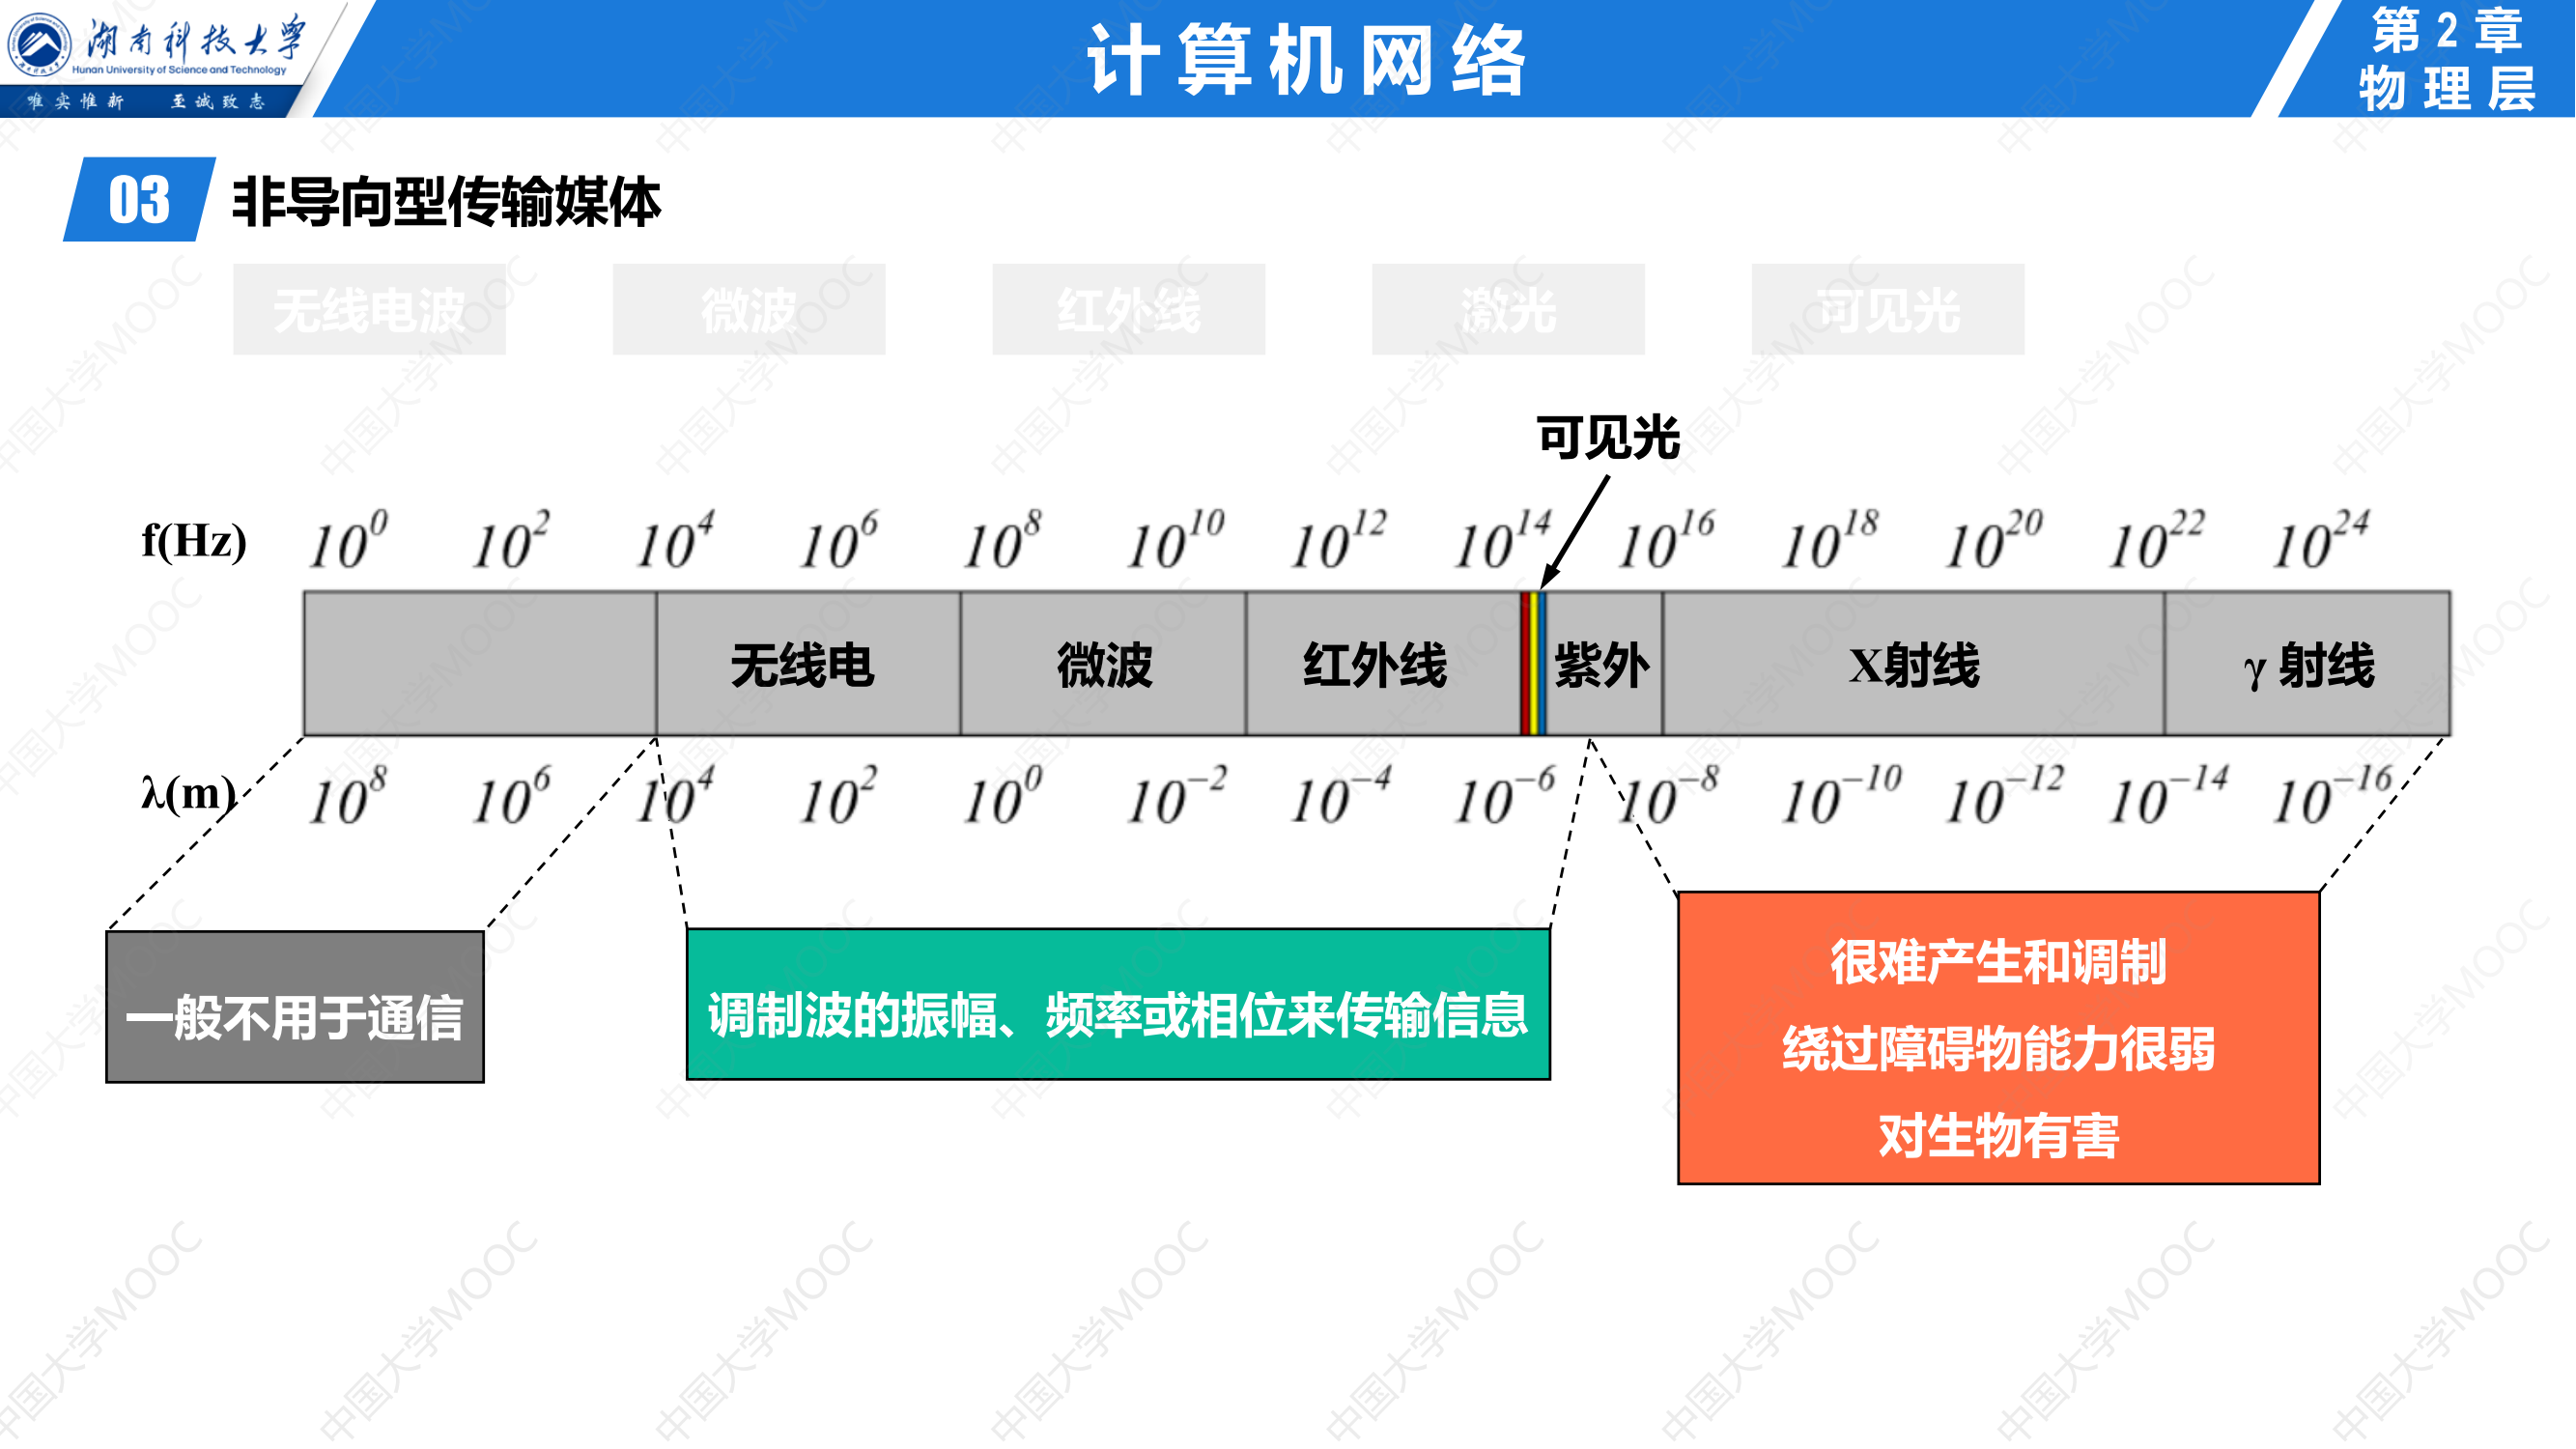 湖南科技大学
Hunan University of Science and Technology
唯实惟新 至诚致志
计算机网络
第2章
物理层
03 非导向型传输媒体
无线电波 微波 红外线 激光 可见光
可见光
f(Hz) 10^0 10^2 10^4 10^6 10^8 10^10 10^12 10^14 10^16 10^18 10^20 10^22 10^24
无线电 微波 红外线 紫外 X射线 γ 射线
λ(m) 10^8 10^6 10^4 10^2 10^0 10^-2 10^-4 10^-6 10^-8 10^-10 10^-12 10^-14 10^-16
一般不用于通信
调制波的振幅、频率或相位来传输信息
很难产生和调制
绕过障碍物能力很弱
对生物有害
中国大学MOOC